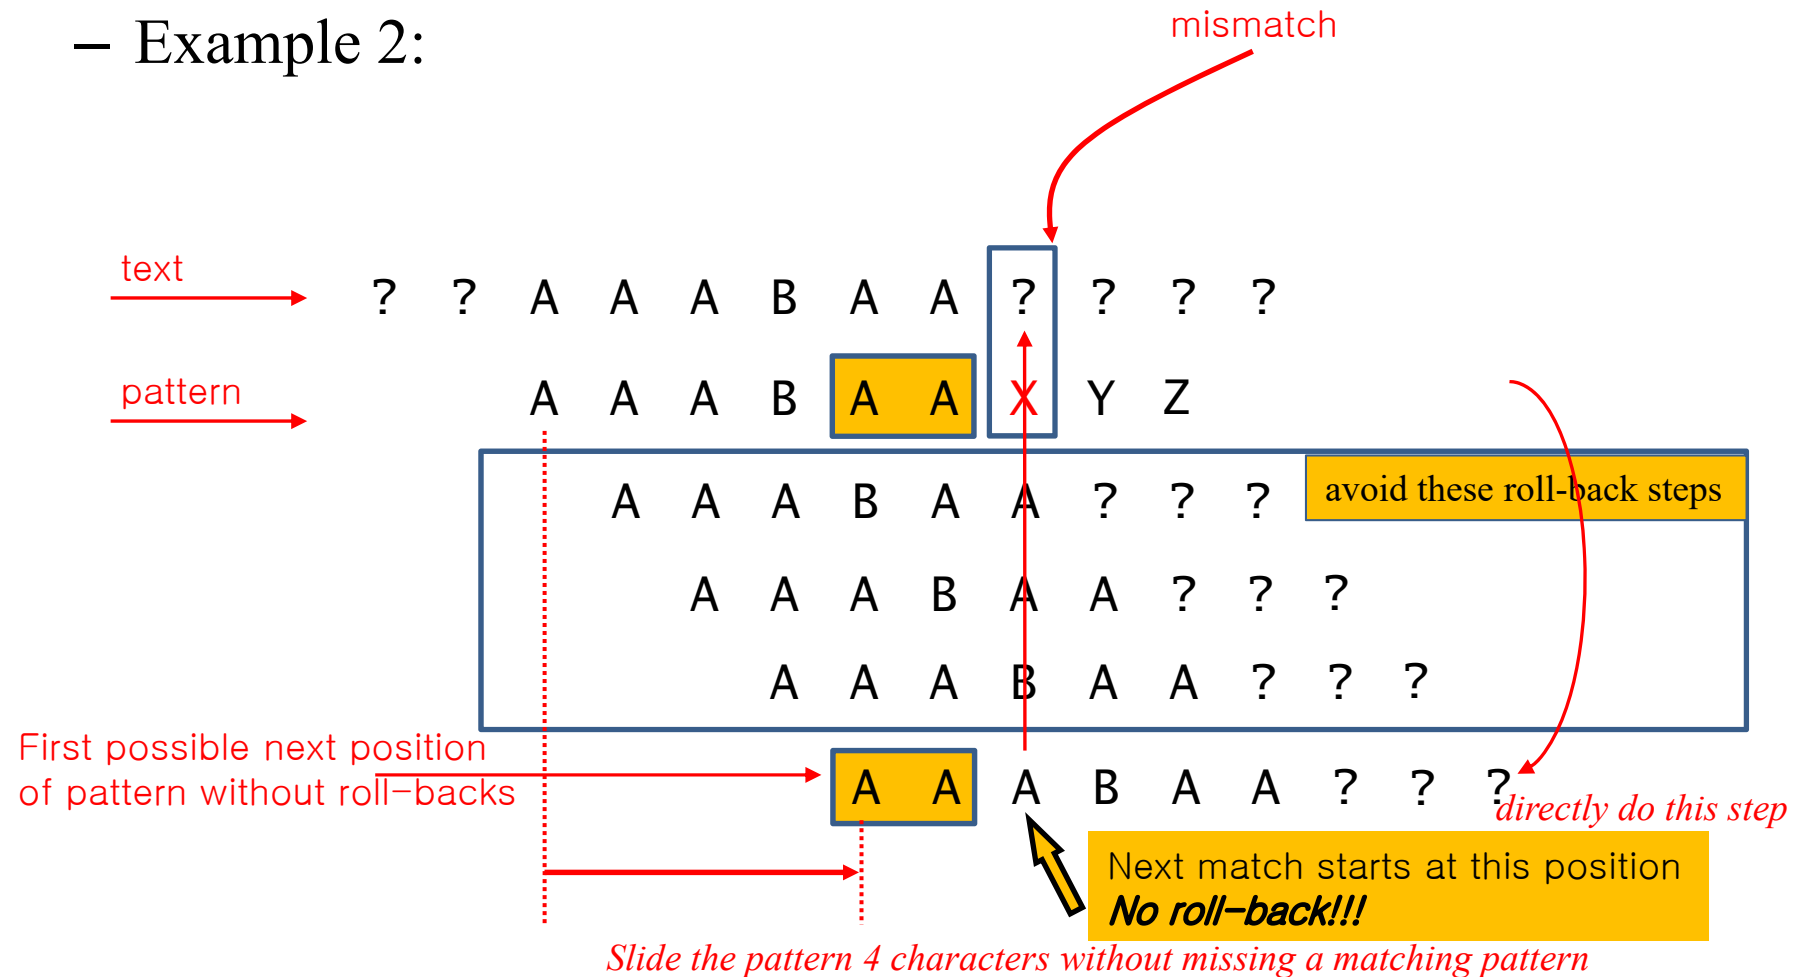 – Example 2:
mismatch
text
? ? A A A B A A ? ? ? ?
pattern
A A A B A A X Y Z
A A A B A A ? ? ?
avoid these roll-back steps
A A A B A A ? ? ?
A A A B A A ? ? ?
First possible next position
of pattern without roll-backs
A A A B A A ? ? ?
directly do this step
Next match starts at this position
No roll-back!!!
Slide the pattern 4 characters without missing a matching pattern